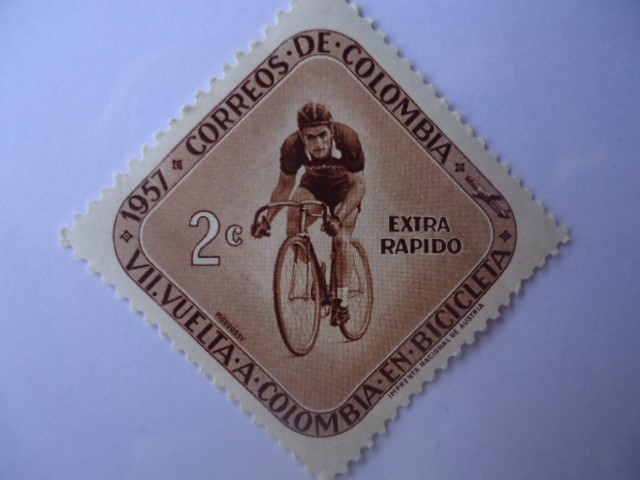 1957 CORREOS·DE·COLOMBIA
2c
EXTRA
RAPIDO
VII.VUELTA·A·COLOMBIA·EN·BICICLETA
IMPRENTA NACIONAL DE AUSTRIA